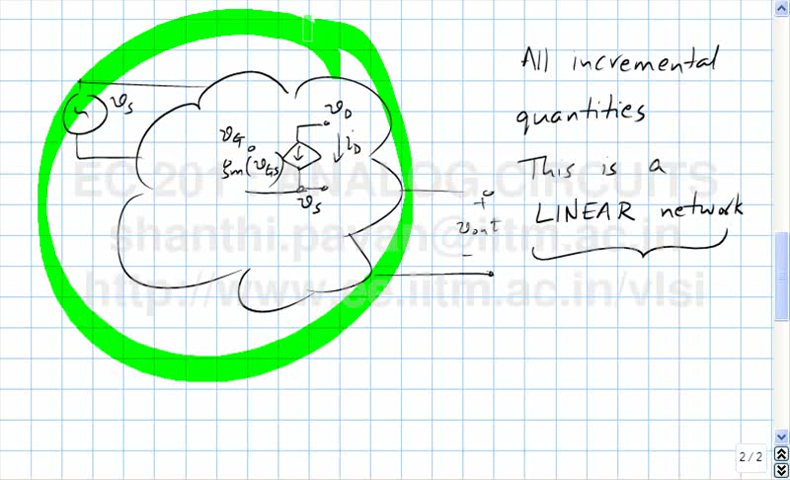 All incremental
quantities
This is a
LINEAR network
vs
vD
vG
iD
gm(vGS)
vS
+
vout
-
EC 201 ANALOG CIRCUITS
shanthi.pavan@iitm.ac.in
http://www.ee.iitm.ac.in/vlsi
2/2